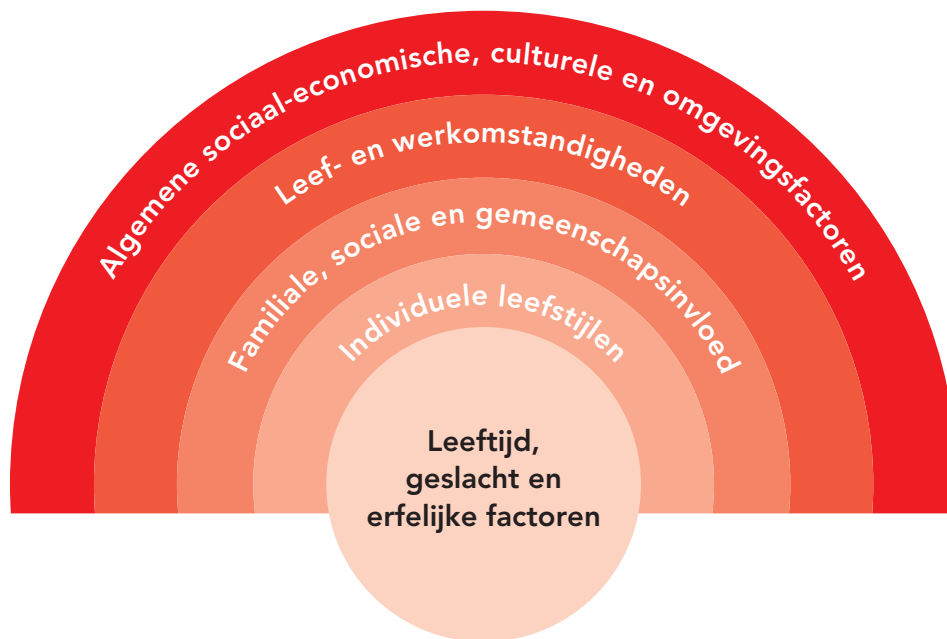 Algemene sociaal-economische, culturele en omgevingsfactoren
Leef- en werkomstandigheden
Familiale, sociale en gemeenschapsinvloed
Individuele leefstijlen
Leeftijd,
geslacht en
erfelijke factoren